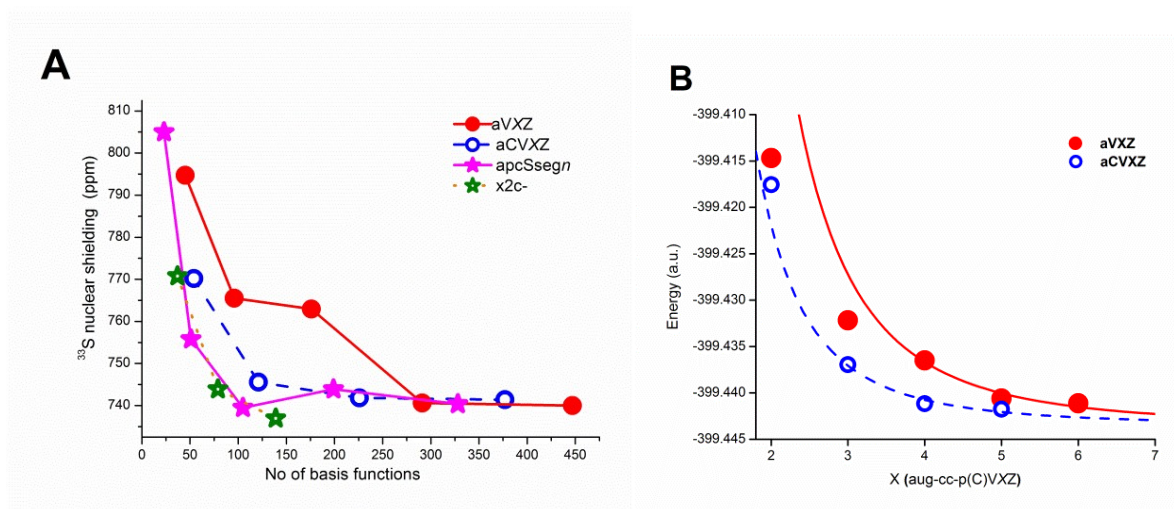 A
810
800
790
780
770
760
750
740
³³S nuclear shielding (ppm)
0 50 100 150 200 250 300 350 400 450
No of basis functions
aVXZ
aCVXZ
apcSsegn
x2c-
B
-399.410
-399.415
-399.420
-399.425
-399.430
-399.435
-399.440
-399.445
Energy (a.u.)
2 3 4 5 6 7
X (aug-cc-p(C)VXZ)
aVXZ
aCVXZ